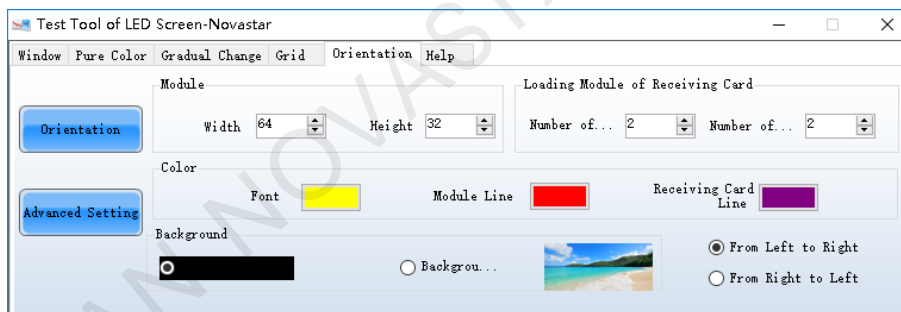 Test Tool of LED Screen-Novastar
Window Pure Color Gradual Change Grid Orientation Help
Module
Loading Module of Receiving Card
Orientation
Width 64 Height 32 Number of... 2 Number of... 2
Color
Font Module Line Receiving Card Line
Advanced Setting
Background
Backgrou...
From Left to Right
From Right to Left